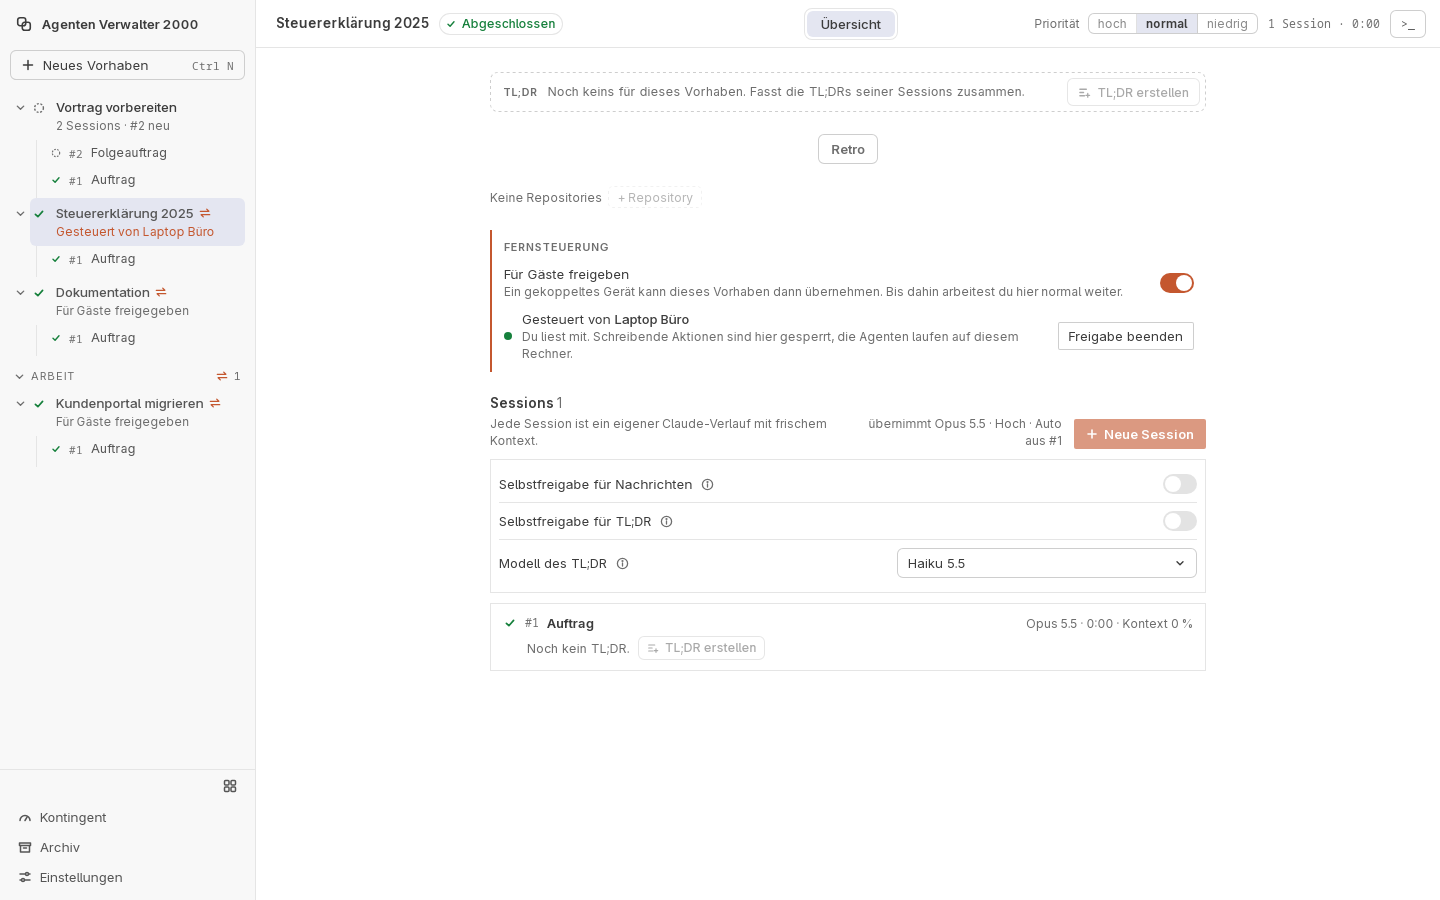 Agenten Verwalter 2000
Neues Vorhaben Ctrl N
Vortrag vorbereiten
2 Sessions · #2 neu
#2 Folgeauftrag
#1 Auftrag
Steuererklärung 2025
Gesteuert von Laptop Büro
#1 Auftrag
Dokumentation
Für Gäste freigegeben
#1 Auftrag
ARBEIT 1
Kundenportal migrieren
Für Gäste freigegeben
#1 Auftrag
Kontingent
Archiv
Einstellungen
Steuererklärung 2025 Abgeschlossen Übersicht Priorität hoch normal niedrig 1 Session · 0:00 >_
TL;DR Noch keins für dieses Vorhaben. Fasst die TL;DRs seiner Sessions zusammen. TL;DR erstellen
Retro
Keine Repositories + Repository
FERNSTEUERUNG
Für Gäste freigeben
Ein gekoppeltes Gerät kann dieses Vorhaben dann übernehmen. Bis dahin arbeitest du hier normal weiter.
Gesteuert von Laptop Büro
Du liest mit. Schreibende Aktionen sind hier gesperrt, die Agenten laufen auf diesem
Rechner.
Freigabe beenden
Sessions 1
Jede Session ist ein eigener Claude-Verlauf mit frischem
Kontext.
übernimmt Opus 5.5 · Hoch · Auto
aus #1
Neue Session
Selbstfreigabe für Nachrichten
Selbstfreigabe für TL;DR
Modell des TL;DR Haiku 5.5
#1 Auftrag Opus 5.5 · 0:00 · Kontext 0 %
Noch kein TL;DR. TL;DR erstellen